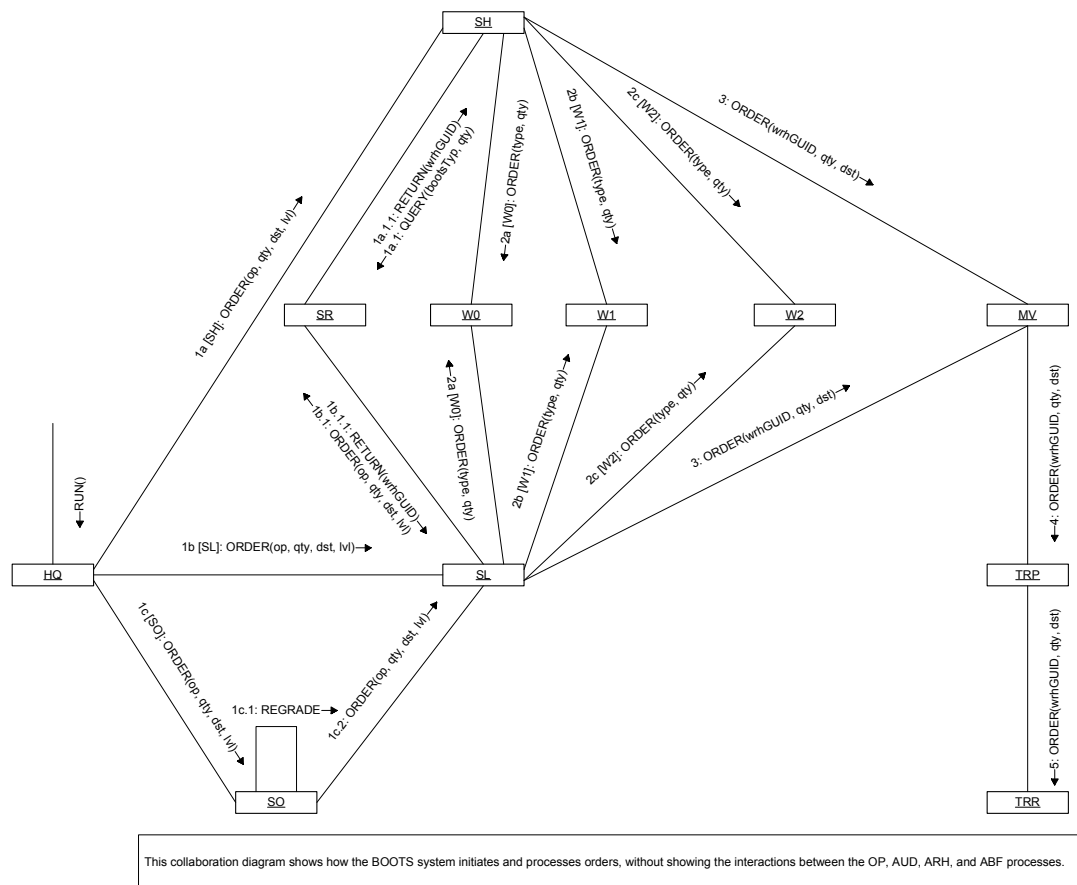 SH
1a [SH]: ORDER(op, qty, dst, lvl)
1a.1.1: RETURN(wrhGUID)
1a.1: QUERY(bootsTyp, qty)
2a [W0]: ORDER(type, qty)
2b [W1]: ORDER(type, qty)
2c [W2]: ORDER(type, qty)
3: ORDER(wrhGUID, qty, dst)
SR
W0
W1
W2
MV
1b.1.1: RETURN(wrhGUID)
1b.1: ORDER(op, qty, dst, lvl)
2a [W0]: ORDER(type, qty)
2b [W1]: ORDER(type, qty)
2c [W2]: ORDER(type, qty)
3: ORDER(wrhGUID, qty, dst)
4: ORDER(wrhGUID, qty, dst)
RUN()
1b [SL]: ORDER(op, qty, dst, lvl)
HQ
SL
TRP
1c [SO]: ORDER(op, qty, dst, lvl)
1c.1: REGRADE
1c.2: ORDER(op, qty, dst, lvl)
5: ORDER(wrhGUID, qty, dst)
SO
TRR
This collaboration diagram shows how the BOOTS system initiates and processes orders, without showing the interactions between the OP, AUD, ARH, and ABF processes.